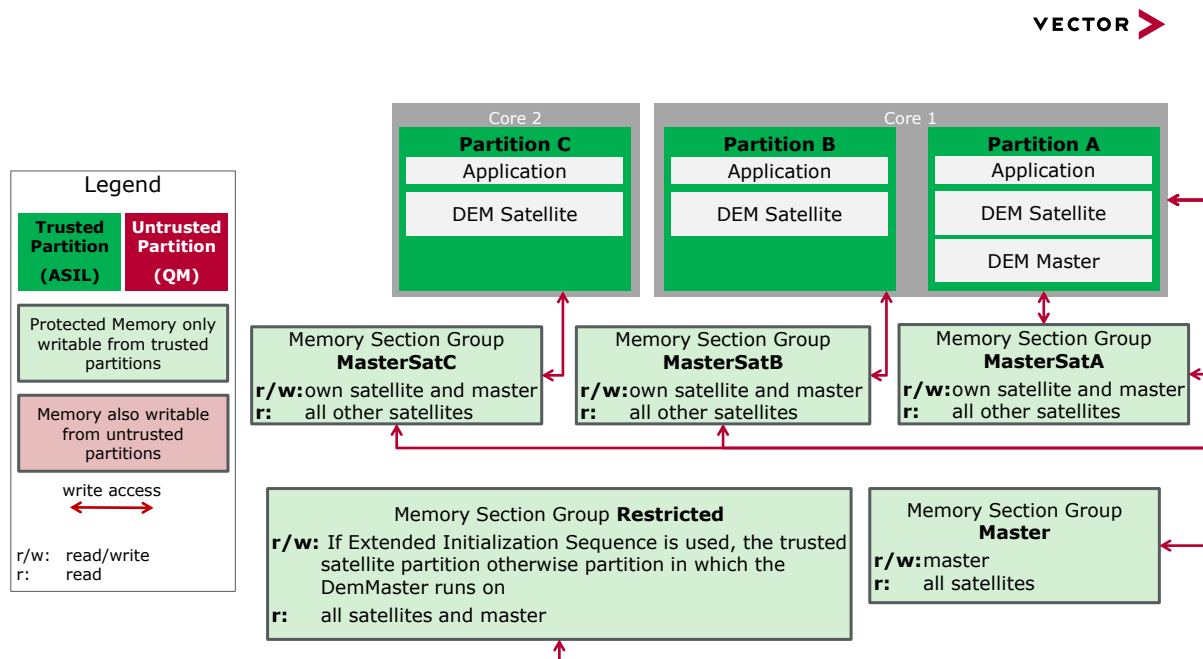 VECTOR
Core 2
Partition C
Application
DEM Satellite
Core 1
Partition B
Application
DEM Satellite
Partition A
Application
DEM Satellite
DEM Master
Legend
Trusted
Partition
(ASIL)
Untrusted
Partition
(QM)
Protected Memory only
writable from trusted
partitions
Memory also writable
from untrusted
partitions
write access
r/w: read/write
r: read
Memory Section Group
MasterSatC
r/w:own satellite and master
r: all other satellites
Memory Section Group
MasterSatB
r/w:own satellite and master
r: all other satellites
Memory Section Group
MasterSatA
r/w:own satellite and master
r: all other satellites
Memory Section Group Restricted
r/w: If Extended Initialization Sequence is used, the trusted
satellite partition otherwise partition in which the
DemMaster runs on
r: all satellites and master
Memory Section Group
Master
r/w:master
r: all satellites